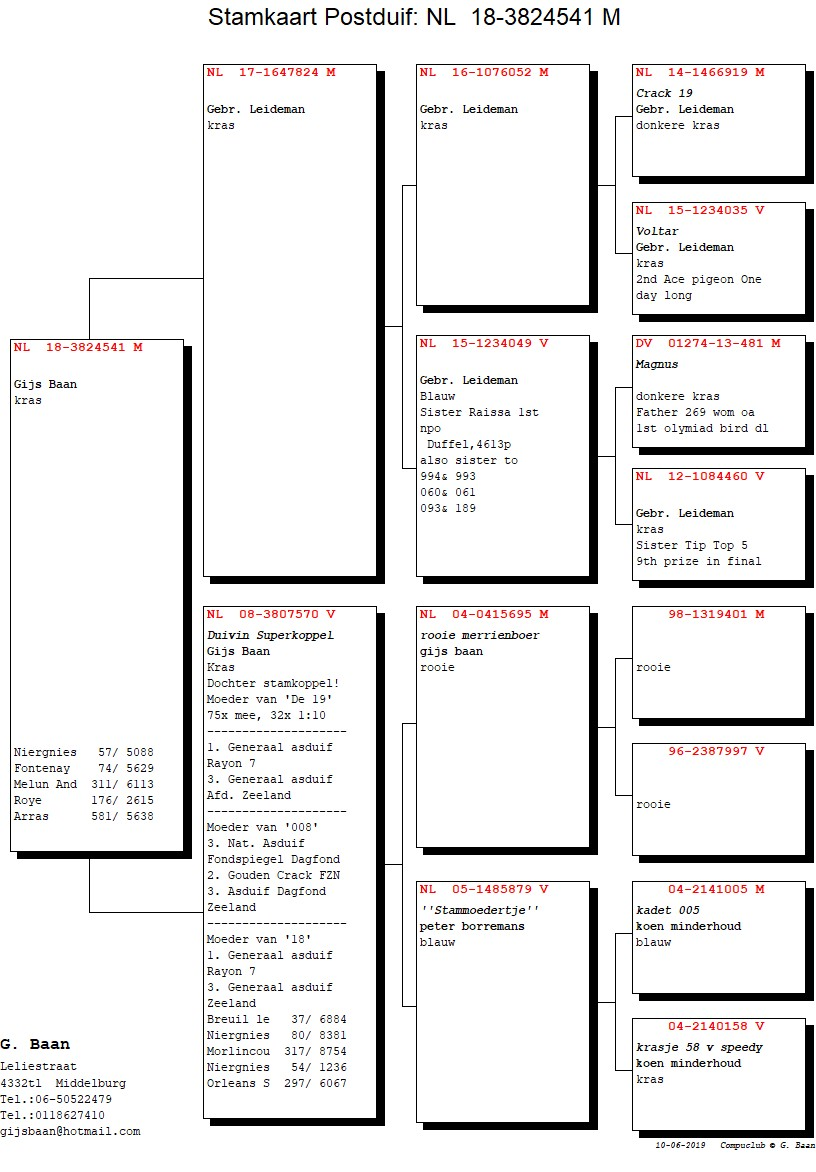 Stamkaart Postduif: NL  18-3824541 M
NL  18-3824541 M
Gijs Baan
kras
Niergnies   57/ 5088
Fontenay    74/ 5629
Melun And  311/ 6113
Roye       176/ 2615
Arras      581/ 5638
NL  17-1647824 M
Gebr. Leideman
kras
NL  08-3807570 V
Duivin Superkoppel
Gijs Baan
Kras
Dochter stamkoppel!
Moeder van 'De 19'
75x mee, 32x 1:10
--------------------
1. Generaal asduif
Rayon 7
3. Generaal asduif
Afd. Zeeland
--------------------
Moeder van '008'
3. Nat. Asduif
Fondspiegel Dagfond
2. Gouden Crack FZN
3. Asduif Dagfond
Zeeland
--------------------
Moeder van '18'
1. Generaal asduif
Rayon 7
3. Generaal asduif
Zeeland
Breuil le   37/ 6884
Niergnies   80/ 8381
Morlincou  317/ 8754
Niergnies   54/ 1236
Orleans S  297/ 6067
NL  16-1076052 M
Gebr. Leideman
kras
NL  15-1234049 V
Gebr. Leideman
Blauw
Sister Raissa 1st
npo
Duffel,4613p
also sister to
994& 993
060& 061
093& 189
NL  04-0415695 M
rooie merrienboer
gijs baan
rooie
NL  05-1485879 V
''Stammoedertje''
peter borremans
blauw
NL  14-1466919 M
Crack 19
Gebr. Leideman
donkere kras
NL  15-1234035 V
Voltar
Gebr. Leideman
kras
2nd Ace pigeon One
day long
DV  01274-13-481 M
Magnus
donkere kras
Father 269 wom oa
1st olymiad bird dl
NL  12-1084460 V
Gebr. Leideman
kras
Sister Tip Top 5
9th prize in final
98-1319401 M
rooie
96-2387997 V
rooie
04-2141005 M
kadet 005
koen minderhoud
blauw
04-2140158 V
krasje 58 v speedy
koen minderhoud
kras
G. Baan
Leliestraat
4332tl  Middelburg
Tel.:06-50522479
Tel.:0118627410
gijsbaan@hotmail.com
10-06-2019   Compuclub © G. Baan